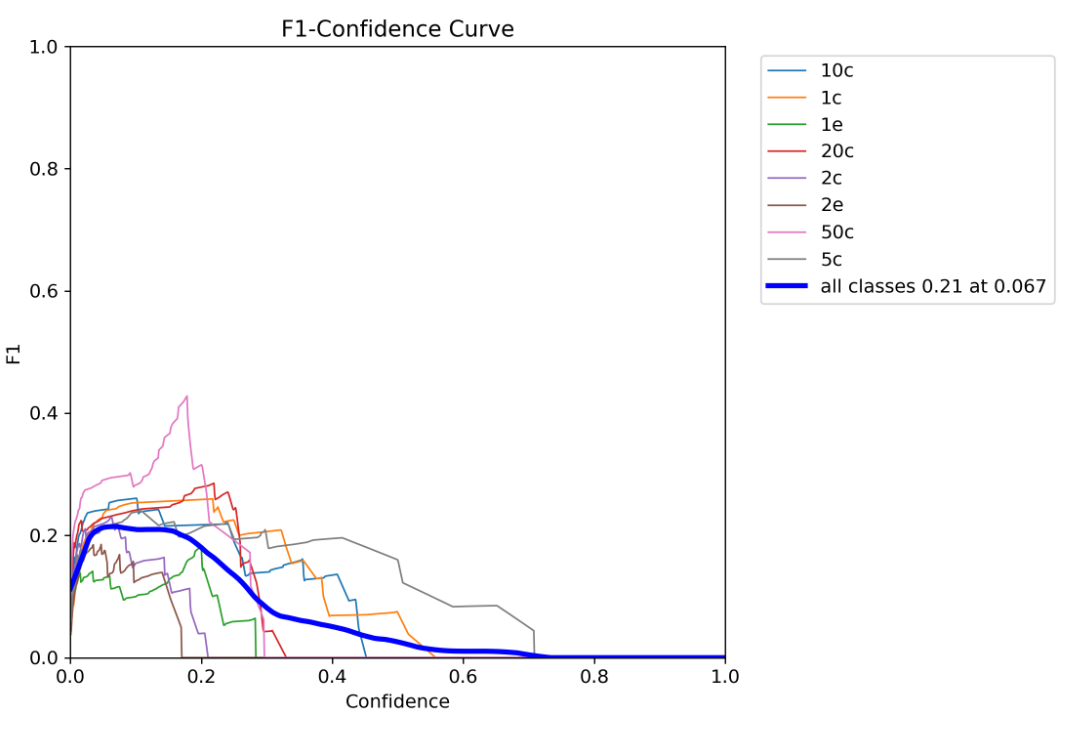 F1-Confidence Curve
1.0
0.8
0.6
0.4
0.2
0.0
F1
0.0 0.2 0.4 0.6 0.8 1.0
Confidence
10c
1c
1e
20c
2c
2e
50c
5c
all classes 0.21 at 0.067